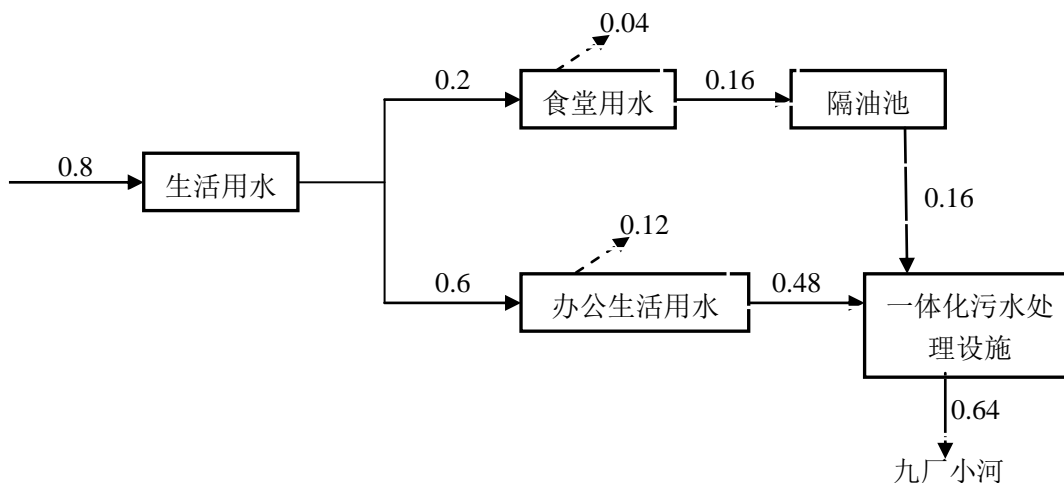 0.04
0.2
食堂用水
0.16
隔油池
0.8
生活用水
0.16
0.12
0.6
办公生活用水
0.48
一体化污水处
理设施
0.64
九厂小河